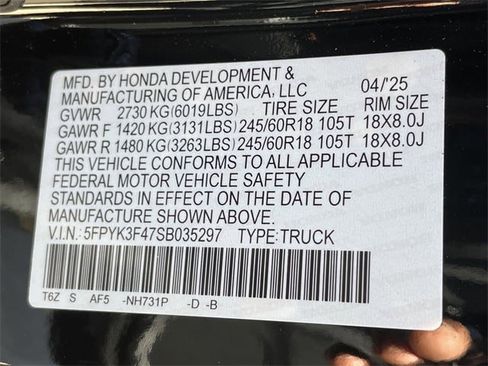 MFD. BY HONDA DEVELOPMENT & 04/'25
MANUFACTURING OF AMERICA, LLC
GVWR 2730 KG(6019LBS) TIRE SIZE RIM SIZE
GAWR F 1420 KG(3131LBS)245/60R18 105T 18X8.0J
GAWR R 1480 KG(3263LBS)245/60R18 105T 18X8.0J
THIS VEHICLE CONFORMS TO ALL APPLICABLE
FEDERAL MOTOR VEHICLE SAFETY
STANDARDS IN EFFECT ON THE DATE OF
MANUFACTURE SHOWN ABOVE.
V.I.N.: 5FPYK3F47SB035297 TYPE:TRUCK
T6Z S AF5 -NH731P -D -B